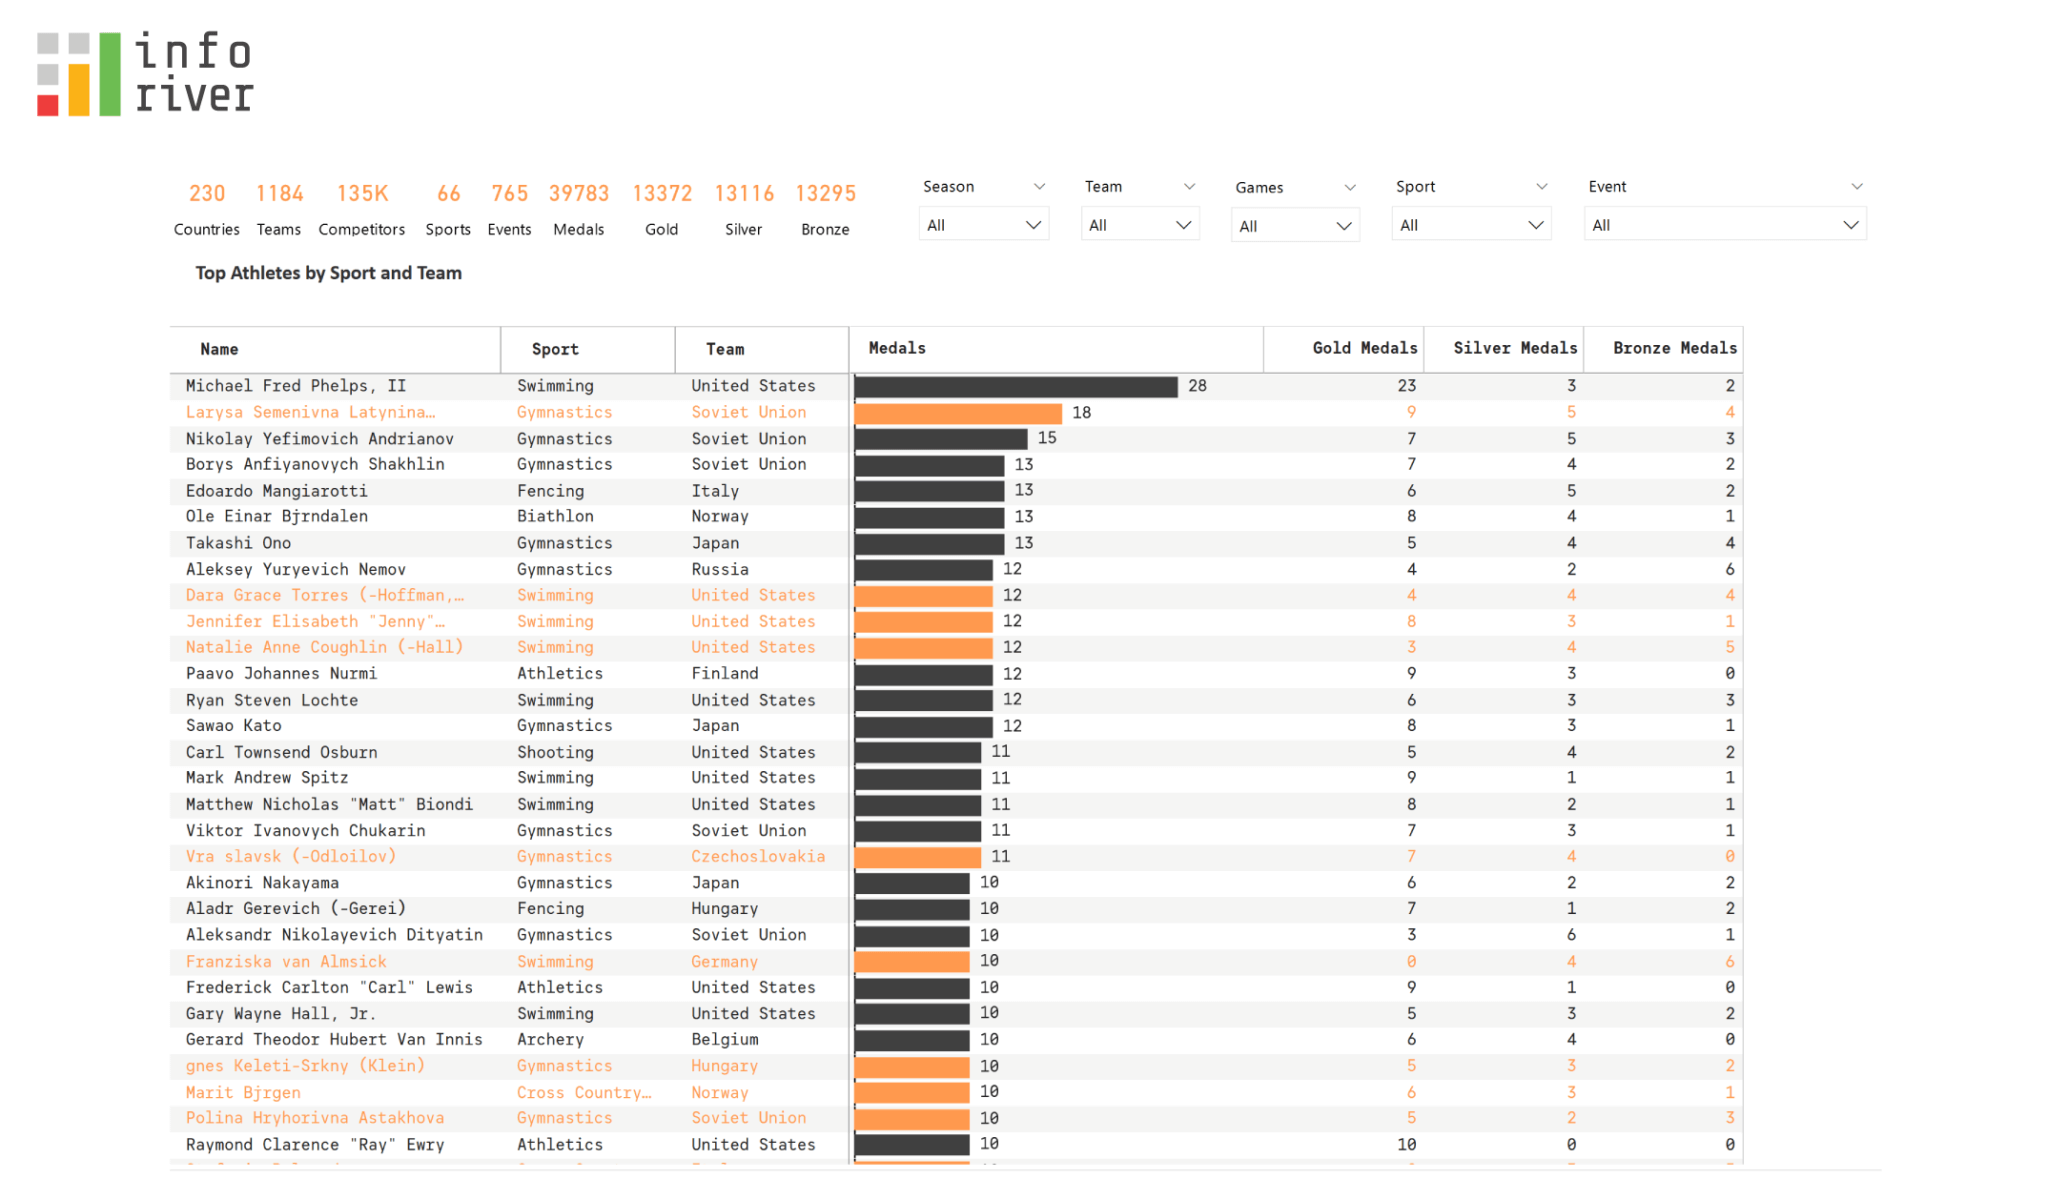 info
river
230 1184 135K 66 765 39783 13372 13116 13295
Countries Teams Competitors Sports Events Medals Gold Silver Bronze
Season Team Games Sport Event
All All All All All
Top Athletes by Sport and Team
Name Sport Team Medals Gold Medals Silver Medals Bronze Medals
Michael Fred Phelps, II Swimming United States 28 23 3 2
Larysa Semenivna Latynina… Gymnastics Soviet Union 18 9 5 4
Nikolay Yefimovich Andrianov Gymnastics Soviet Union 15 7 5 3
Borys Anfiyanovych Shakhlin Gymnastics Soviet Union 13 7 4 2
Edoardo Mangiarotti Fencing Italy 13 6 5 2
Ole Einar Bjrndalen Biathlon Norway 13 8 4 1
Takashi Ono Gymnastics Japan 13 5 4 4
Aleksey Yuryevich Nemov Gymnastics Russia 12 4 2 6
Dara Grace Torres (-Hoffman,… Swimming United States 12 4 4 4
Jennifer Elisabeth "Jenny"… Swimming United States 12 8 3 1
Natalie Anne Coughlin (-Hall) Swimming United States 12 3 4 5
Paavo Johannes Nurmi Athletics Finland 12 9 3 0
Ryan Steven Lochte Swimming United States 12 6 3 3
Sawao Kato Gymnastics Japan 12 8 3 1
Carl Townsend Osburn Shooting United States 11 5 4 2
Mark Andrew Spitz Swimming United States 11 9 1 1
Matthew Nicholas "Matt" Biondi Swimming United States 11 8 2 1
Viktor Ivanovych Chukarin Gymnastics Soviet Union 11 7 3 1
Vra slavsk (-Odloilov) Gymnastics Czechoslovakia 11 7 4 0
Akinori Nakayama Gymnastics Japan 10 6 2 2
Aladr Gerevich (-Gerei) Fencing Hungary 10 7 1 2
Aleksandr Nikolayevich Dityatin Gymnastics Soviet Union 10 3 6 1
Franziska van Almsick Swimming Germany 10 0 4 6
Frederick Carlton "Carl" Lewis Athletics United States 10 9 1 0
Gary Wayne Hall, Jr. Swimming United States 10 5 3 2
Gerard Theodor Hubert Van Innis Archery Belgium 10 6 4 0
gnes Keleti-Srkny (Klein) Gymnastics Hungary 10 5 3 2
Marit Bjrgen Cross Country… Norway 10 6 3 1
Polina Hryhorivna Astakhova Gymnastics Soviet Union 10 5 2 3
Raymond Clarence "Ray" Ewry Athletics United States 10 10 0 0